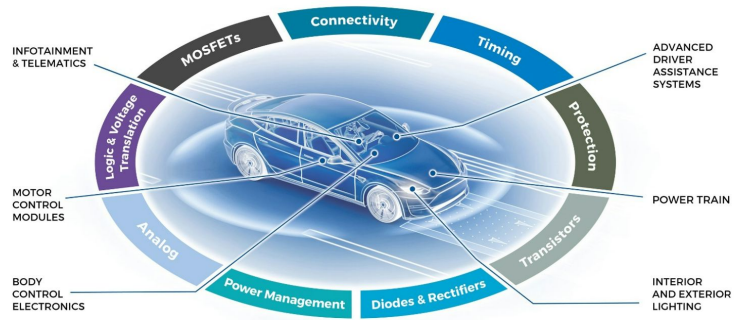 Connectivity
MOSFETs
Timing
INFOTAINMENT
& TELEMATICS
ADVANCED
DRIVER
ASSISTANCE
SYSTEMS
Logic & Voltage
Translation
Protection
MOTOR
CONTROL
MODULES
POWER TRAIN
Analog
Transistors
BODY
CONTROL
ELECTRONICS
Power Management
Diodes & Rectifiers
INTERIOR
AND EXTERIOR
LIGHTING